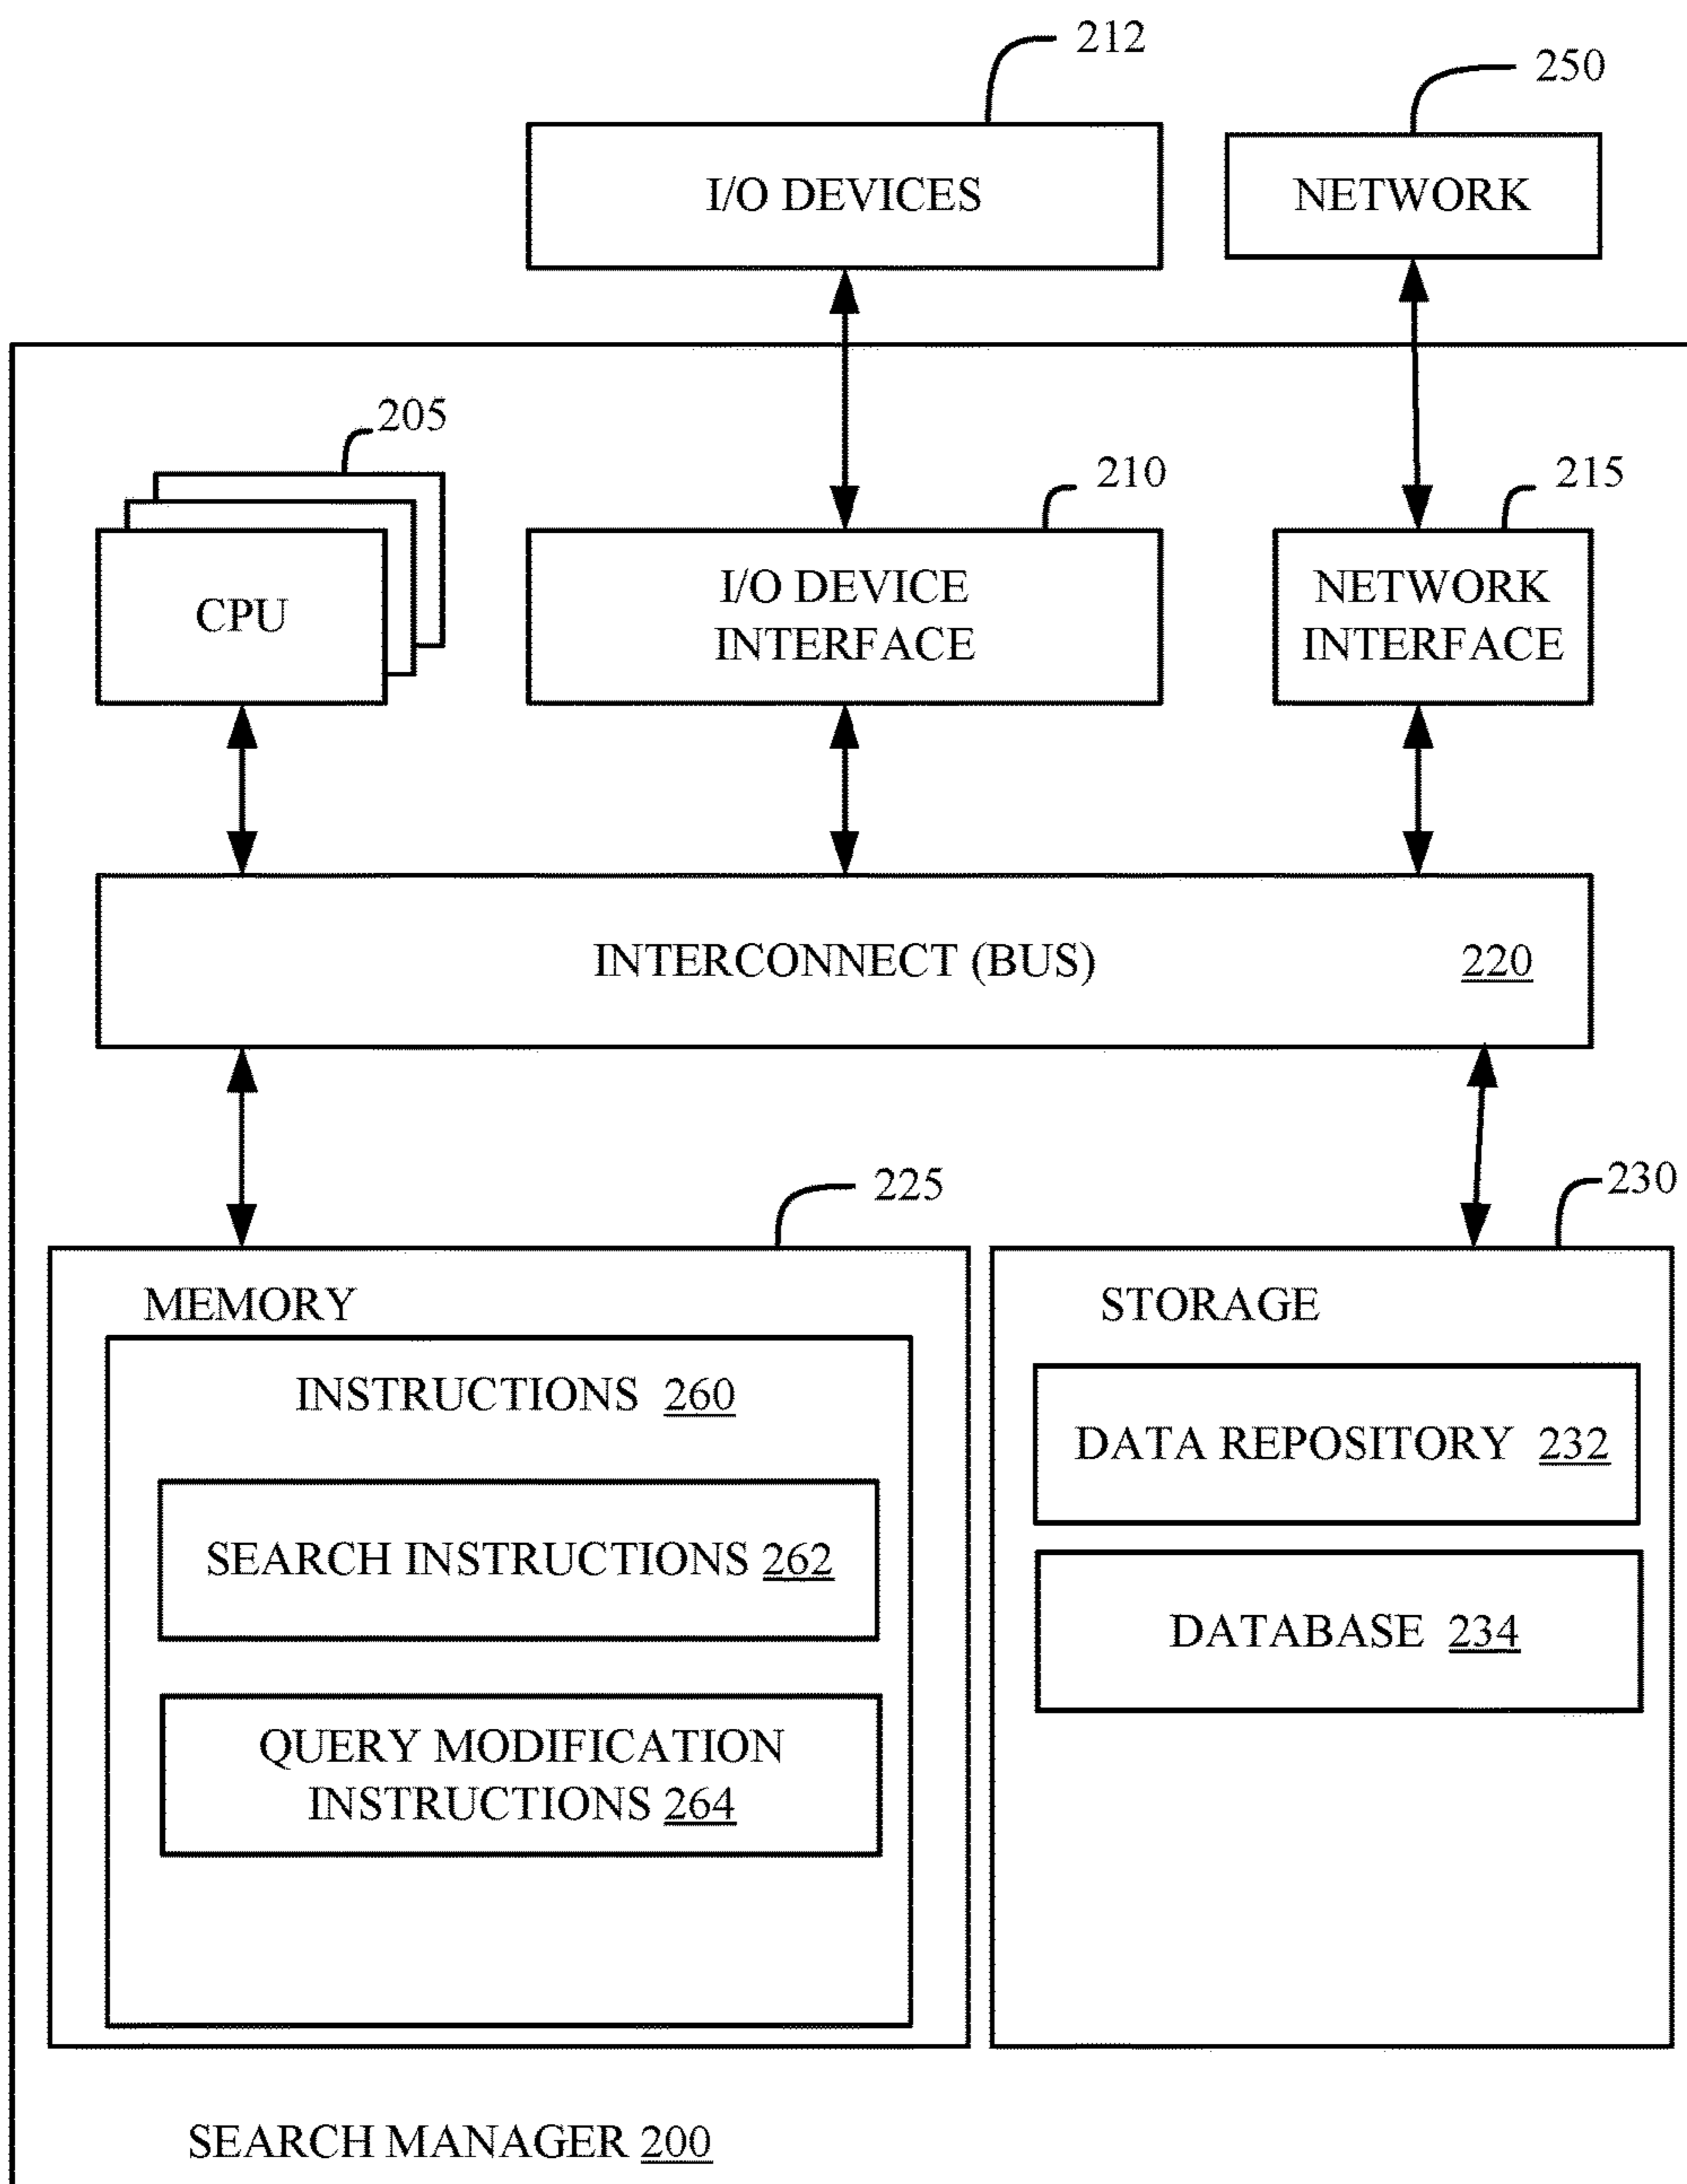 212
250
I/O DEVICES
NETWORK
205
210
215
CPU
I/O DEVICE
INTERFACE
NETWORK
INTERFACE
INTERCONNECT (BUS) 220
225
230
MEMORY
INSTRUCTIONS 260
SEARCH INSTRUCTIONS 262
QUERY MODIFICATION
INSTRUCTIONS 264
STORAGE
DATA REPOSITORY 232
DATABASE 234
SEARCH MANAGER 200